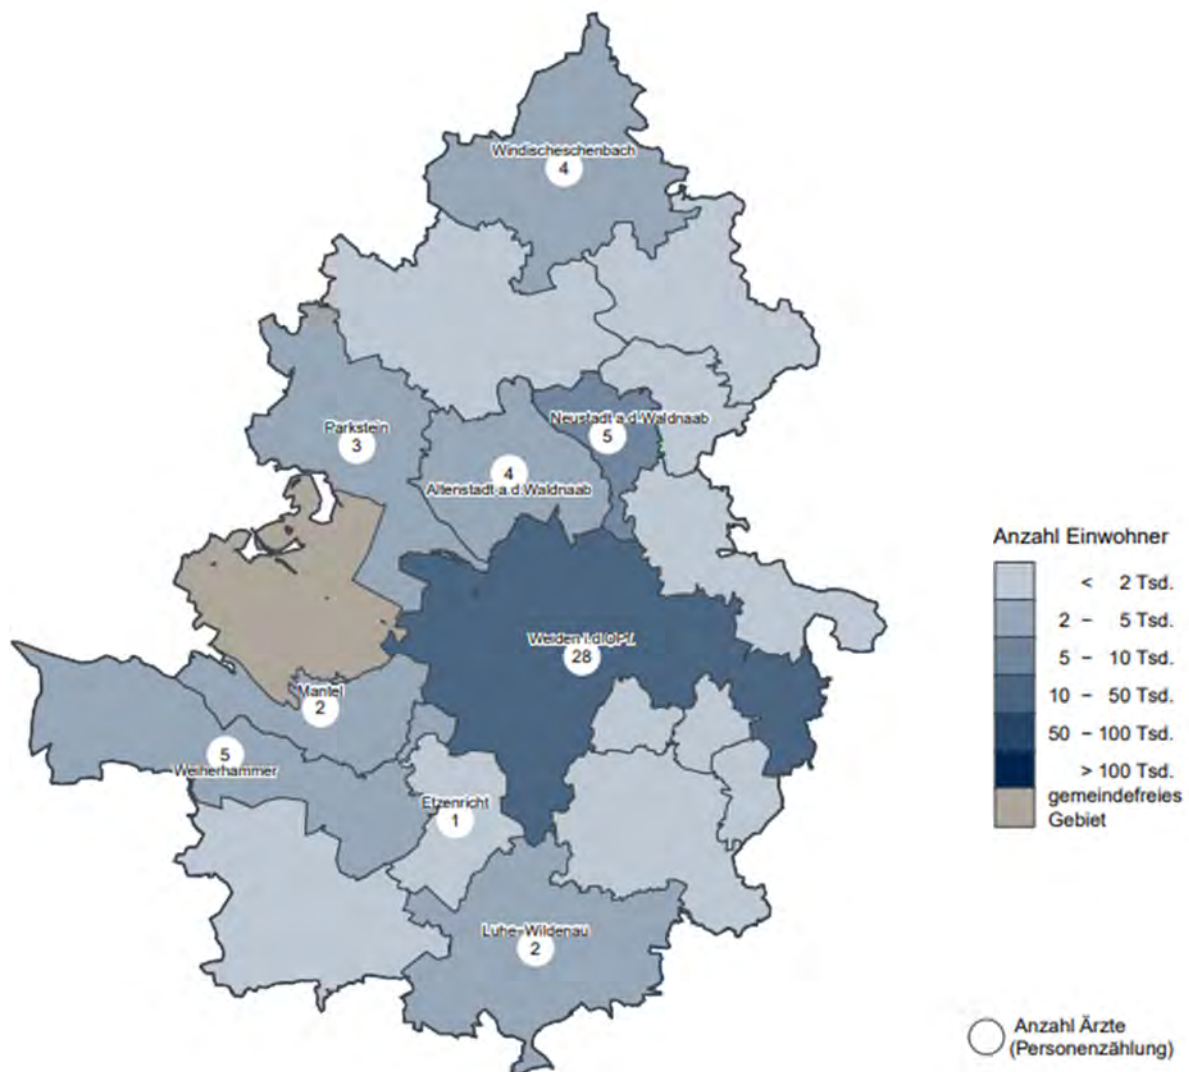 Windischeschenbach
4
Neustadt a.d.Waldnaab
5
Parkstein
3
4
Altenstadt a.d.Waldnaab
Weiden i.d.OPf.
28
Mantel
2
5
Weiherhammer
Etzenricht
1
Luhe-Wildenau
2
Anzahl Einwohner
< 2 Tsd.
2 – 5 Tsd.
5 – 10 Tsd.
10 – 50 Tsd.
50 – 100 Tsd.
> 100 Tsd.
gemeindefreies
Gebiet
Anzahl Ärzte
(Personenzählung)